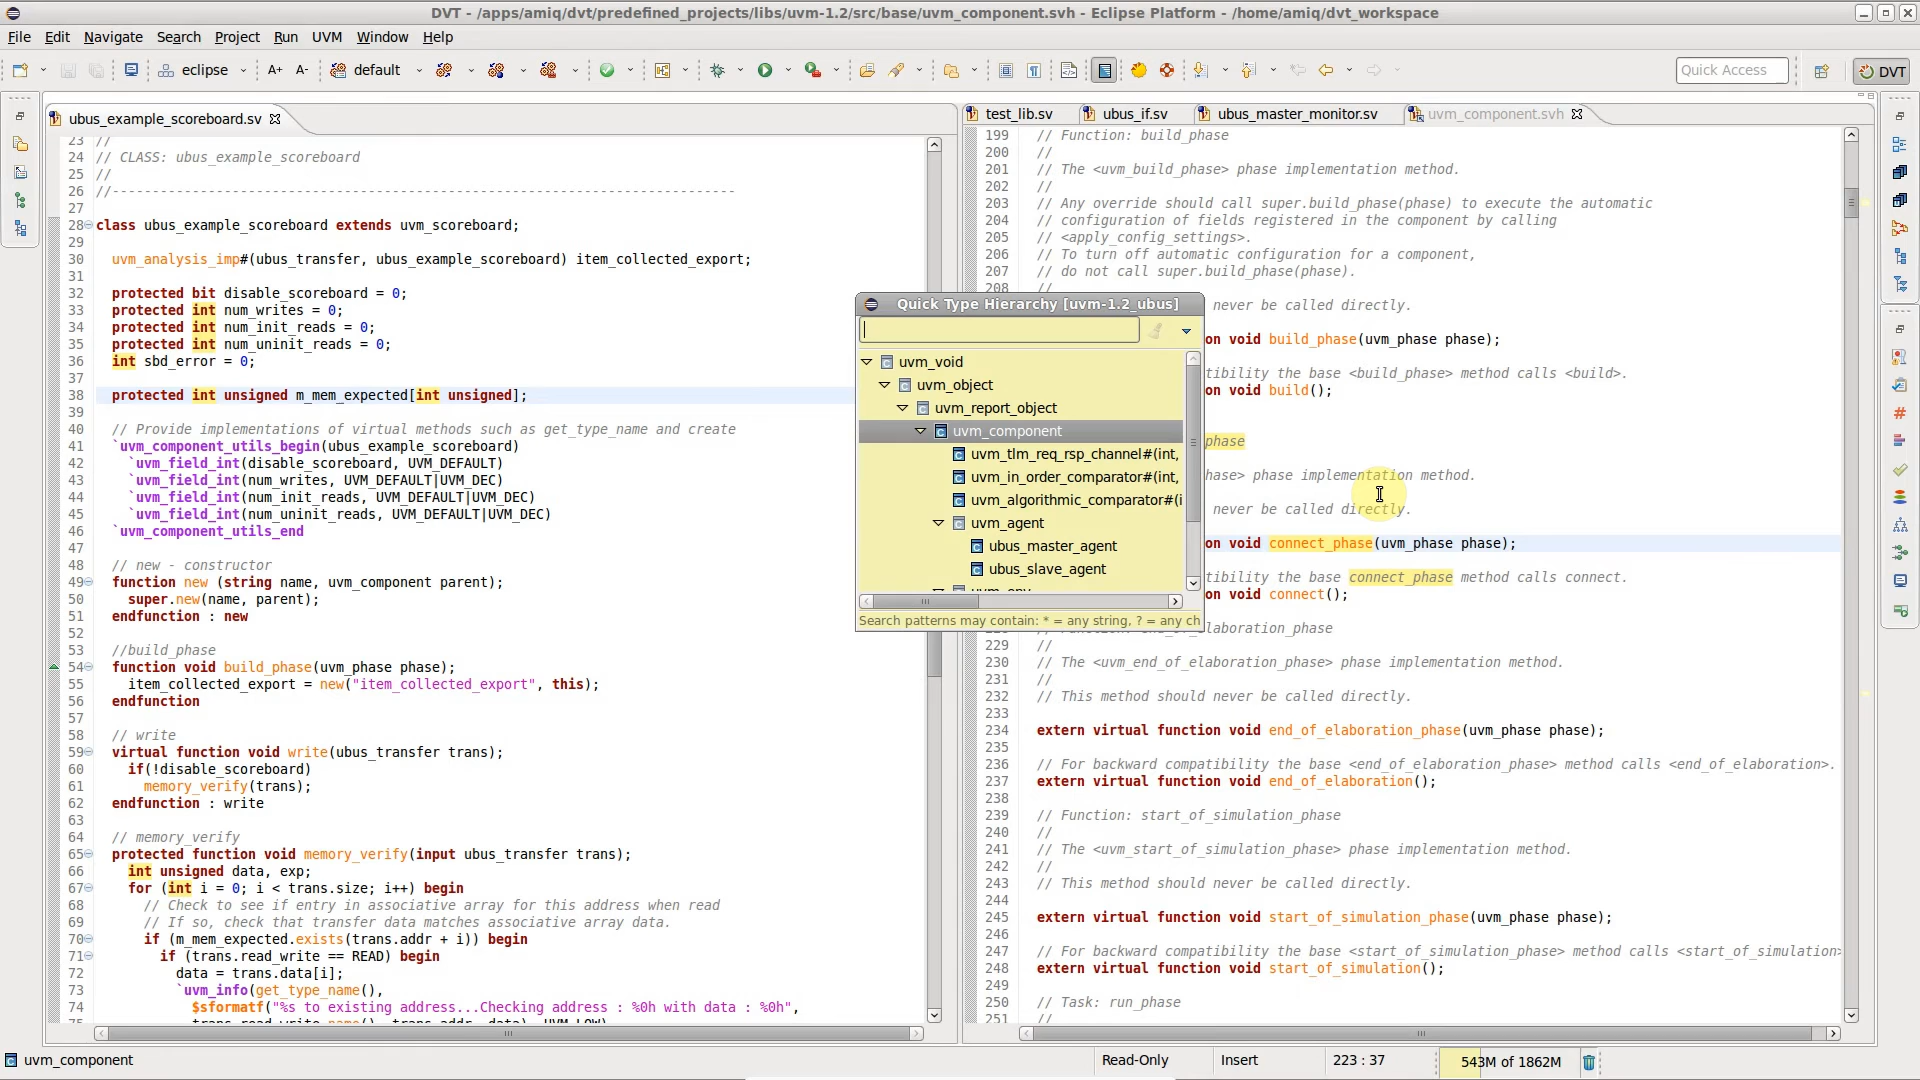 DVT - /apps/amiq/dvt/predefined_projects/libs/uvm-1.2/src/base/uvm_component.svh - Eclipse Platform - /home/amiq/dvt_workspace
File Edit Navigate Search Project Run UVM Window Help
eclipse A+ A- default Quick Access DVT
ubus_example_scoreboard.sv
23 //
24 // CLASS: ubus_example_scoreboard
25 //
26 //------------------------------------------------------------------------------
27
28 class ubus_example_scoreboard extends uvm_scoreboard;
29
30 uvm_analysis_imp#(ubus_transfer, ubus_example_scoreboard) item_collected_export;
31
32 protected bit disable_scoreboard = 0;
33 protected int num_writes = 0;
34 protected int num_init_reads = 0;
35 protected int num_uninit_reads = 0;
36 int sbd_error = 0;
37
38 protected int unsigned m_mem_expected[int unsigned];
39
40 // Provide implementations of virtual methods such as get_type_name and create
41 `uvm_component_utils_begin(ubus_example_scoreboard)
42 `uvm_field_int(disable_scoreboard, UVM_DEFAULT)
43 `uvm_field_int(num_writes, UVM_DEFAULT|UVM_DEC)
44 `uvm_field_int(num_init_reads, UVM_DEFAULT|UVM_DEC)
45 `uvm_field_int(num_uninit_reads, UVM_DEFAULT|UVM_DEC)
46 `uvm_component_utils_end
47
48 // new - constructor
49 function new (string name, uvm_component parent);
50 super.new(name, parent);
51 endfunction : new
52
53 //build_phase
54 function void build_phase(uvm_phase phase);
55 item_collected_export = new("item_collected_export", this);
56 endfunction
57
58 // write
59 virtual function void write(ubus_transfer trans);
60 if(!disable_scoreboard)
61 memory_verify(trans);
62 endfunction : write
63
64 // memory_verify
65 protected function void memory_verify(input ubus_transfer trans);
66 int unsigned data, exp;
67 for (int i = 0; i < trans.size; i++) begin
68 // Check to see if entry in associative array for this address when read
69 // If so, check that transfer data matches associative array data.
70 if (m_mem_expected.exists(trans.addr + i)) begin
71 if (trans.read_write == READ) begin
72 data = trans.data[i];
73 `uvm_info(get_type_name(),
74 $sformatf("%s to existing address...Checking address : %0h with data : %0h",
test_lib.sv ubus_if.sv ubus_master_monitor.sv uvm_component.svh
199 // Function: build_phase
200 //
201 // The <uvm_build_phase> phase implementation method.
202 //
203 // Any override should call super.build_phase(phase) to execute the automatic
204 // configuration of fields registered in the component by calling
205 // <apply_config_settings>.
206 // To turn off automatic configuration for a component,
207 // do not call super.build_phase(phase).
208 //
never be called directly.
on void build_phase(uvm_phase phase);
tibility the base <build_phase> method calls <build>.
on void build();
phase
hase> phase implementation method.
never be called directly.
on void connect_phase(uvm_phase phase);
tibility the base connect_phase method calls connect.
on void connect();
elaboration_phase
229 //
230 // The <uvm_end_of_elaboration_phase> phase implementation method.
231 //
232 // This method should never be called directly.
233
234 extern virtual function void end_of_elaboration_phase(uvm_phase phase);
235
236 // For backward compatibility the base <end_of_elaboration_phase> method calls <end_of_elaboration>.
237 extern virtual function void end_of_elaboration();
238
239 // Function: start_of_simulation_phase
240 //
241 // The <uvm_start_of_simulation_phase> phase implementation method.
242 //
243 // This method should never be called directly.
244
245 extern virtual function void start_of_simulation_phase(uvm_phase phase);
246
247 // For backward compatibility the base <start_of_simulation_phase> method calls <start_of_simulation>
248 extern virtual function void start_of_simulation();
249
250 // Task: run_phase
251 //
Quick Type Hierarchy [uvm-1.2_ubus]
uvm_void
uvm_object
uvm_report_object
uvm_component
uvm_tlm_req_rsp_channel#(int,
uvm_in_order_comparator#(int,
uvm_algorithmic_comparator#(i
uvm_agent
ubus_master_agent
ubus_slave_agent
Search patterns may contain: * = any string, ? = any ch
uvm_component Read-Only Insert 223 : 37 543M of 1862M